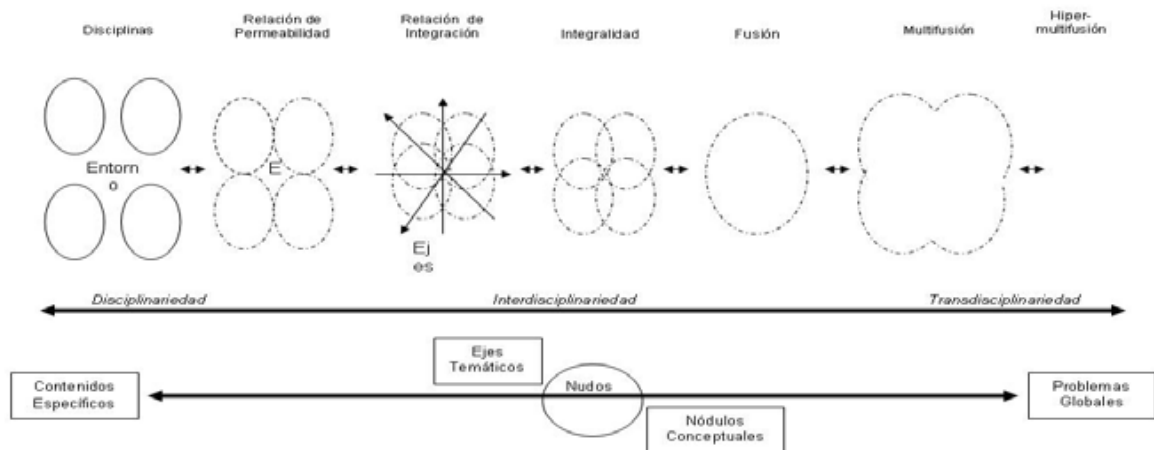 Disciplinas
Relación de
Permeabilidad
Relación de
Integración
Integralidad
Fusión
Multifusión
Hiper-
multifusión
Entorn
o
E
Ej
es
Disciplinariedad
Interdisciplinariedad
Transdisciplinariedad
Ejes
Temáticos
Contenidos
Específicos
Nudos
Problemas
Globales
Nódulos
Conceptuales